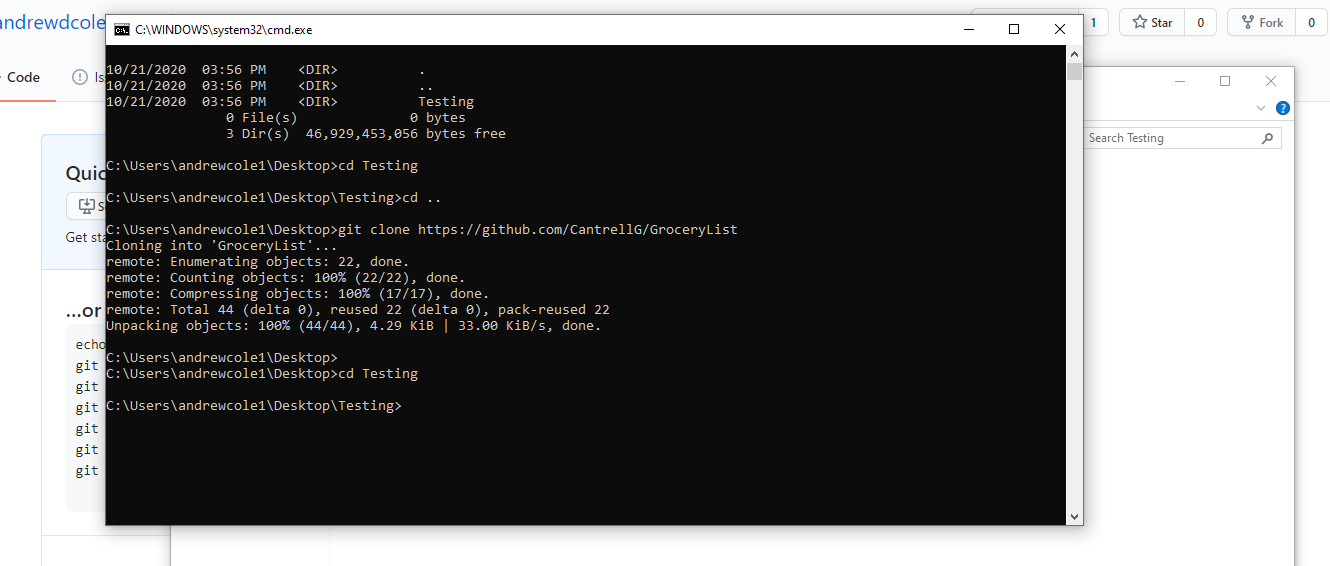 andrewdcole
1
Star
0
Fork
0
Code
Is
C:\WINDOWS\system32\cmd.exe
10/21/2020  03:56 PM    <DIR>          .
10/21/2020  03:56 PM    <DIR>          ..
10/21/2020  03:56 PM    <DIR>          Testing
               0 File(s)              0 bytes
               3 Dir(s)  46,929,453,056 bytes free
C:\Users\andrewcole1\Desktop>cd Testing
C:\Users\andrewcole1\Desktop\Testing>cd ..
C:\Users\andrewcole1\Desktop>git clone https://github.com/CantrellG/GroceryList
Cloning into 'GroceryList'...
remote: Enumerating objects: 22, done.
remote: Counting objects: 100% (22/22), done.
remote: Compressing objects: 100% (17/17), done.
remote: Total 44 (delta 0), reused 22 (delta 0), pack-reused 22
Unpacking objects: 100% (44/44), 4.29 KiB | 33.00 KiB/s, done.
C:\Users\andrewcole1\Desktop>
C:\Users\andrewcole1\Desktop>cd Testing
C:\Users\andrewcole1\Desktop\Testing>
Search Testing
Quic
S
Get sta
...or
echo
git
git
git
git
git
git